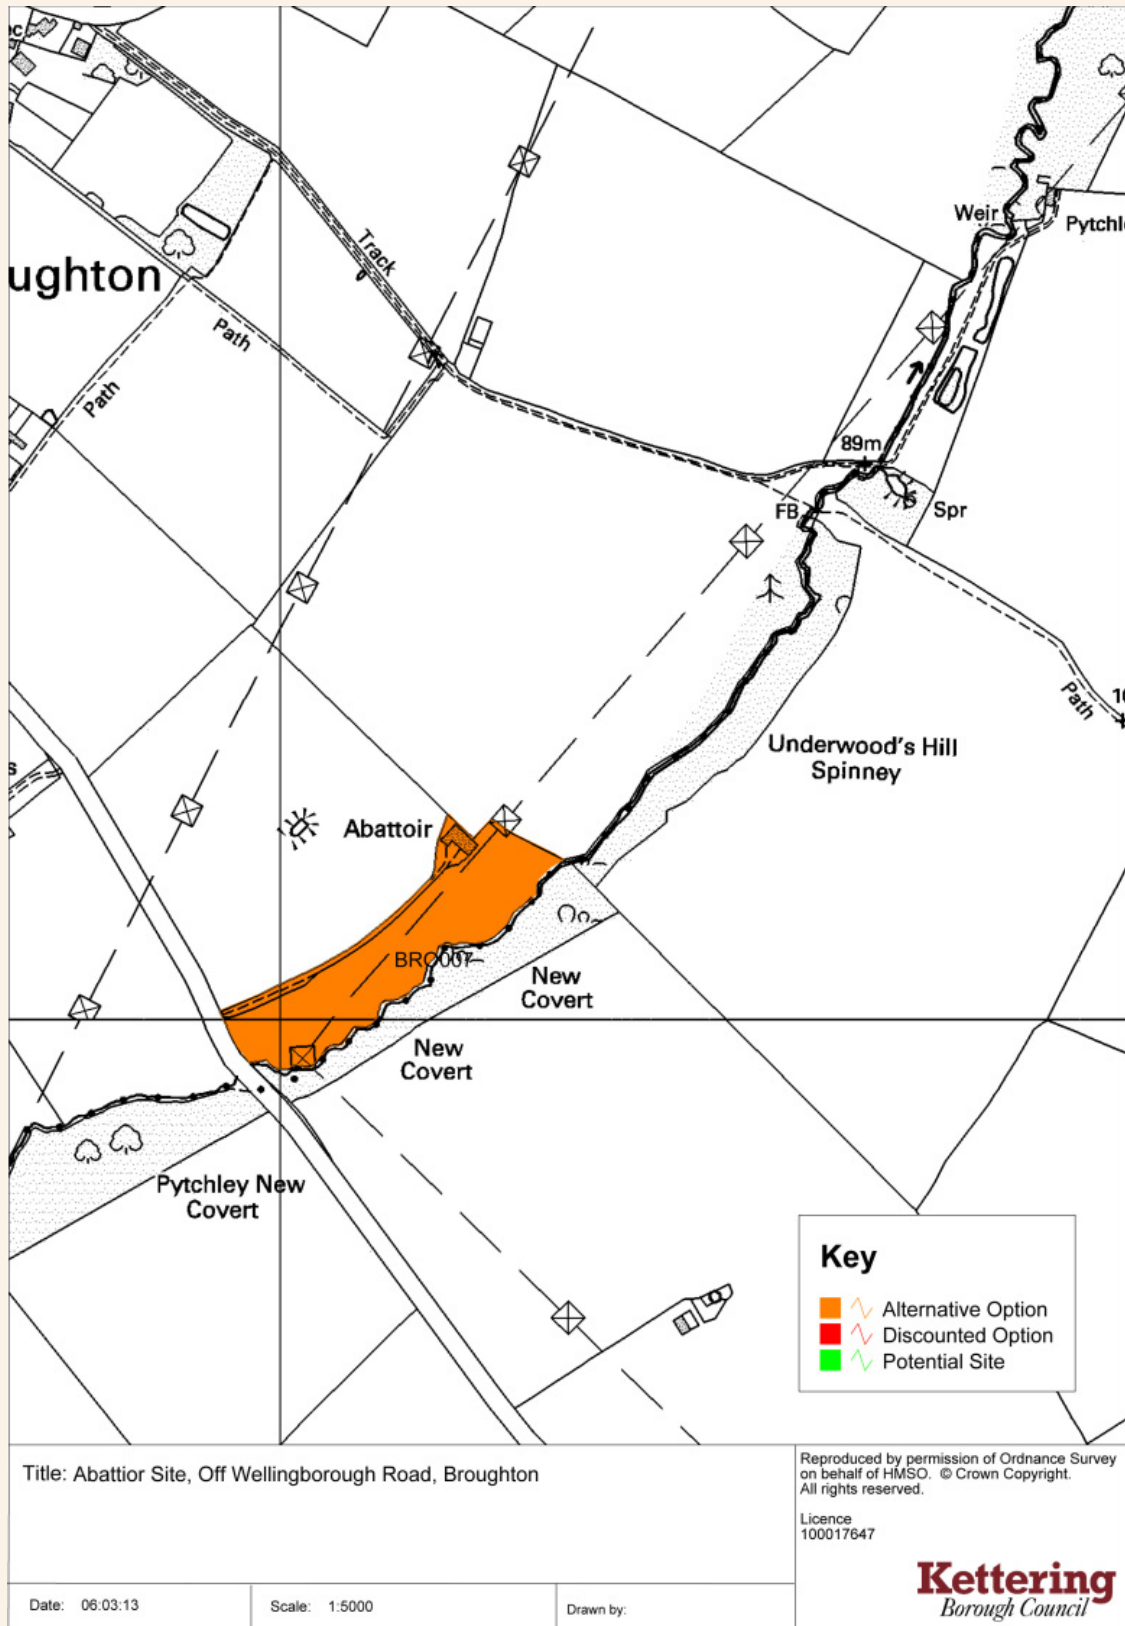 ughton
Track
Path
Path
Weir
Pytchl
89m
FB
Spr
Path
Underwood's Hill
Spinney
Abattoir
BRO007
New
Covert
New
Covert
Pytchley New
Covert
Key
Alternative Option
Discounted Option
Potential Site
Title: Abattior Site, Off Wellingborough Road, Broughton
Reproduced by permission of Ordnance Survey
on behalf of HMSO. © Crown Copyright.
All rights reserved.
Licence
100017647
Date: 06:03:13
Scale: 1:5000
Drawn by:
Kettering
Borough Council